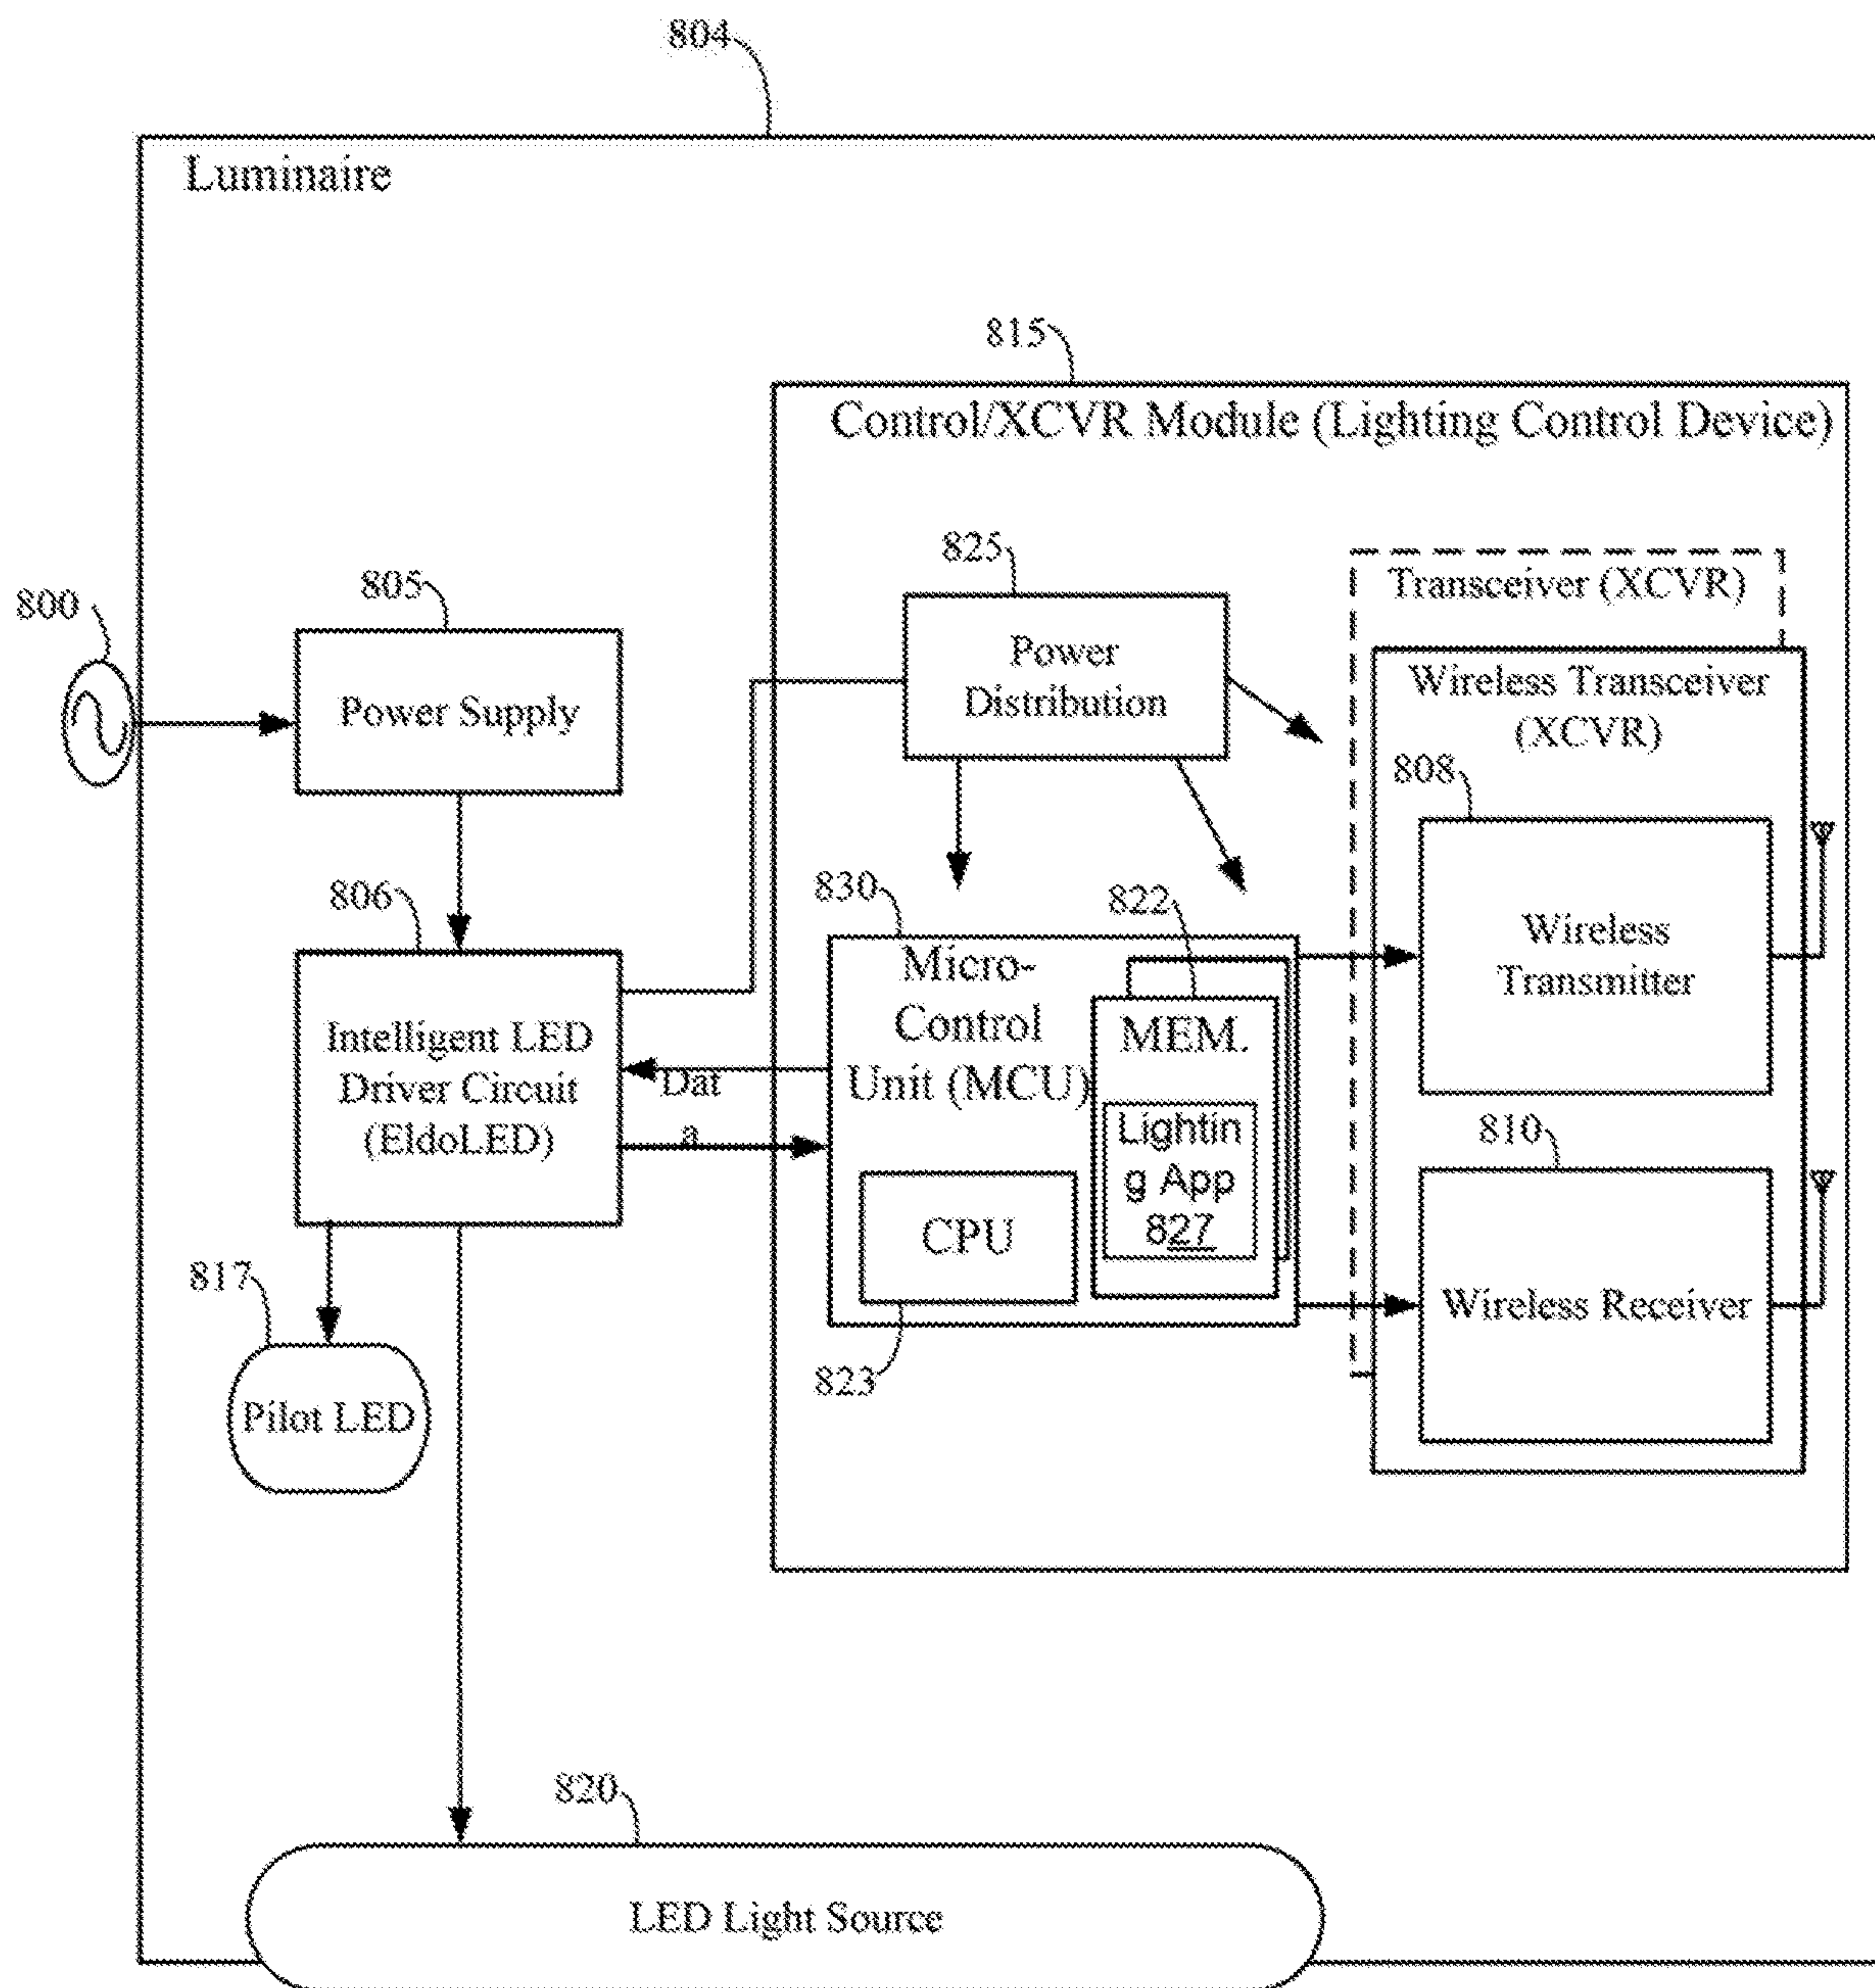 804
Luminaire
815
Control/XCVR Module (Lighting Control Device)
800
805
Power Supply
825
Power
Distribution
Transceiver (XCVR)
Wireless Transceiver
(XCVR)
808
Wireless
Transmitter
806
Intelligent LED
Driver Circuit
(EldoLED)
Dat
a
830
822
Micro-
Control
Unit (MCU)
MEM.
Lightin
g App
827
CPU
823
810
Wireless Receiver
817
Pilot LED
820
LED Light Source